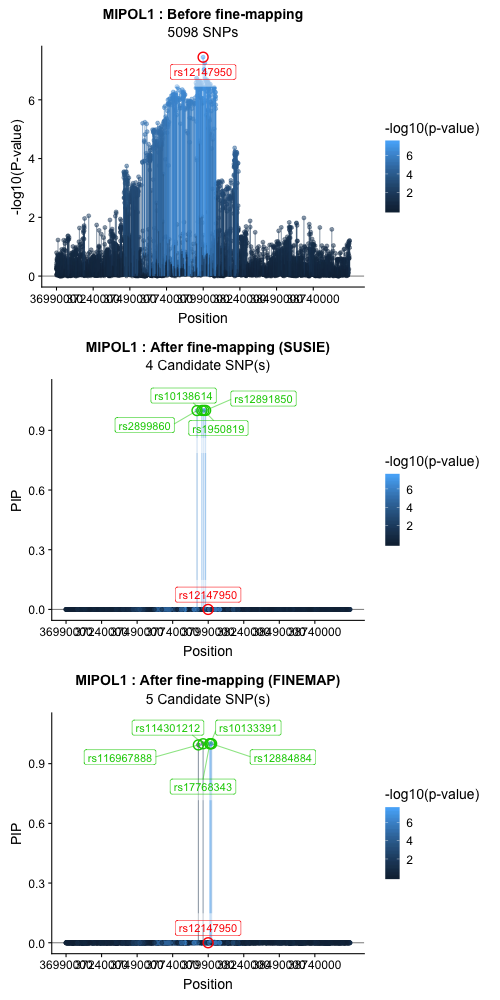 MIPOL1 : Before fine-mapping
5098 SNPs
rs12147950
-log10(P-value)
6
4
2
0
Position
-log10(p-value)
6
4
2
MIPOL1 : After fine-mapping (SUSIE)
4 Candidate SNP(s)
rs10138614
rs12891850
rs2899860
rs1950819
rs12147950
PIP
0.9
0.6
0.3
0.0
Position
-log10(p-value)
6
4
2
MIPOL1 : After fine-mapping (FINEMAP)
5 Candidate SNP(s)
rs114301212
rs10133391
rs116967888
rs12884884
rs17768343
rs12147950
PIP
0.9
0.6
0.3
0.0
Position
-log10(p-value)
6
4
2